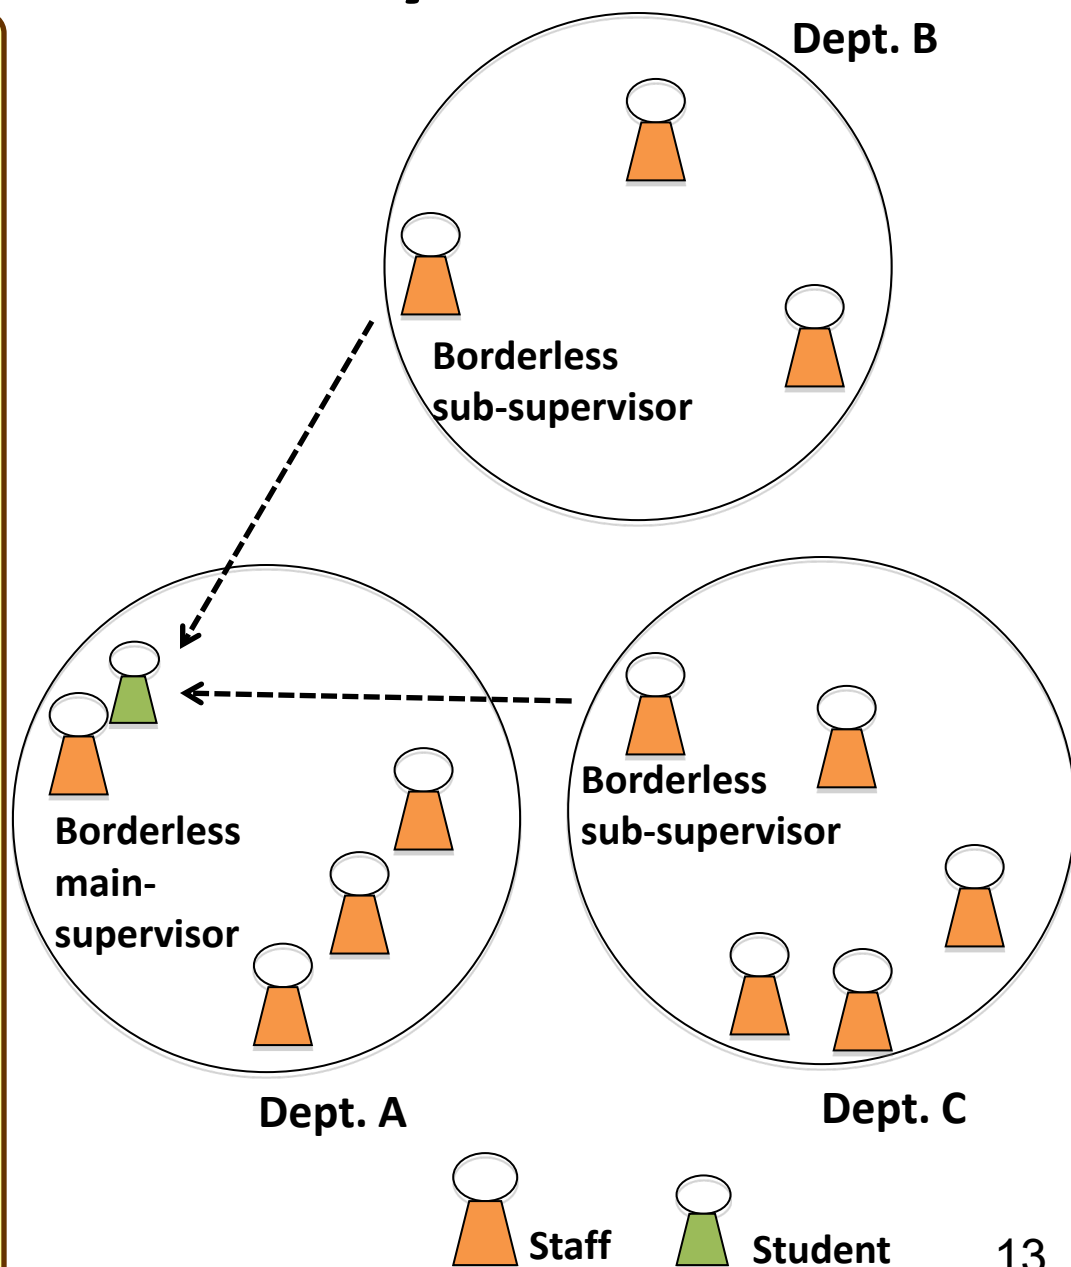 Dept. B
Borderless
sub-supervisor
Borderless
main-
supervisor
Borderless
sub-supervisor
Dept. A
Dept. C
Staff
Student
13